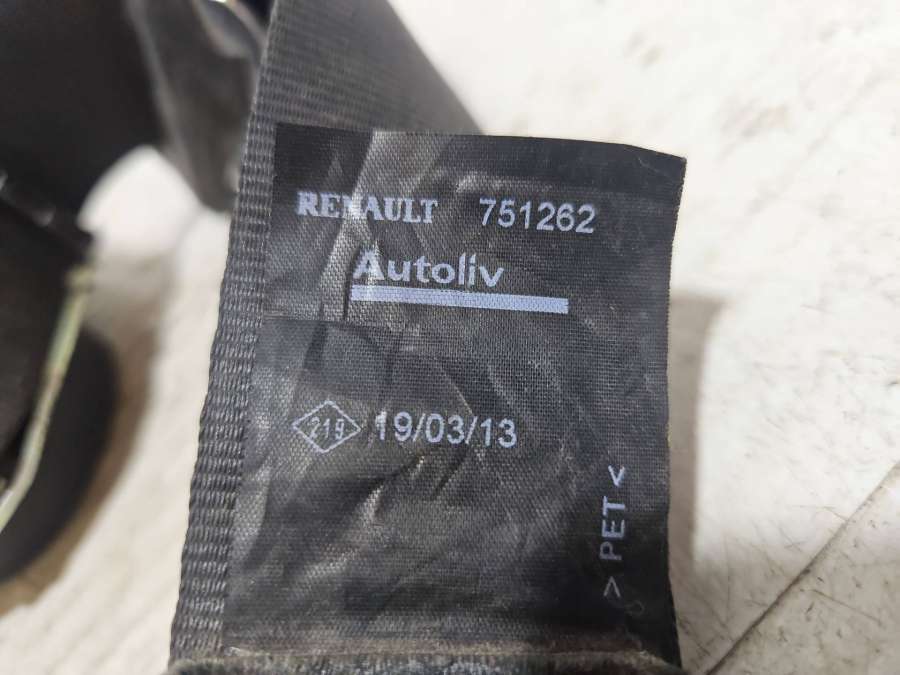 RENAULT 751262
Autoliv
219 19/03/13
>PET<